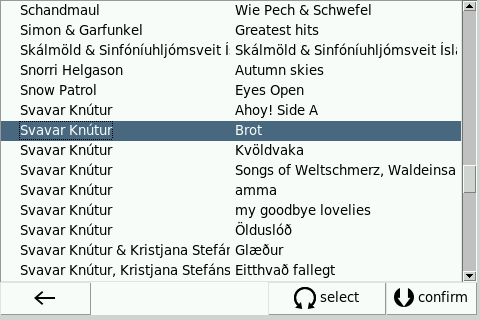 Schandmaul Wie Pech & Schwefel
Simon & Garfunkel Greatest hits
Skálmöld & Sinfóníuhljómsveit Í Skálmöld & Sinfóníuhljómsveit Ísla
Snorri Helgason Autumn skies
Snow Patrol Eyes Open
Svavar Knútur Ahoy! Side A
Svavar Knútur Brot
Svavar Knútur Kvöldvaka
Svavar Knútur Songs of Weltschmerz, Waldeinsa
Svavar Knútur amma
Svavar Knútur my goodbye lovelies
Svavar Knútur Ölduslóð
Svavar Knútur & Kristjana Stefár Glæður
Svavar Knútur, Kristjana Stefáns Eitthvað fallegt
select confirm